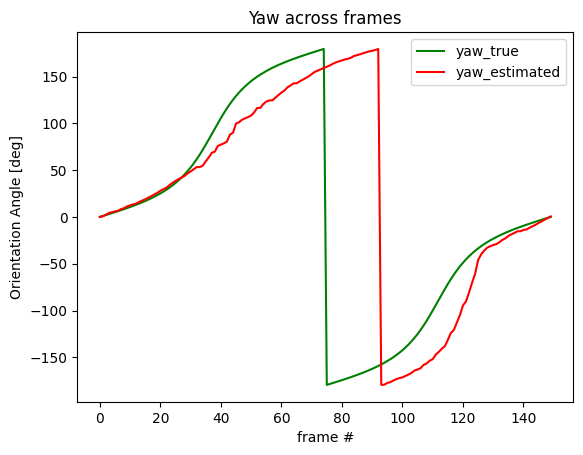 Yaw across frames
yaw_true
yaw_estimated
Orientation Angle [deg]
150
100
50
0
−50
−100
−150
0 20 40 60 80 100 120 140
frame #